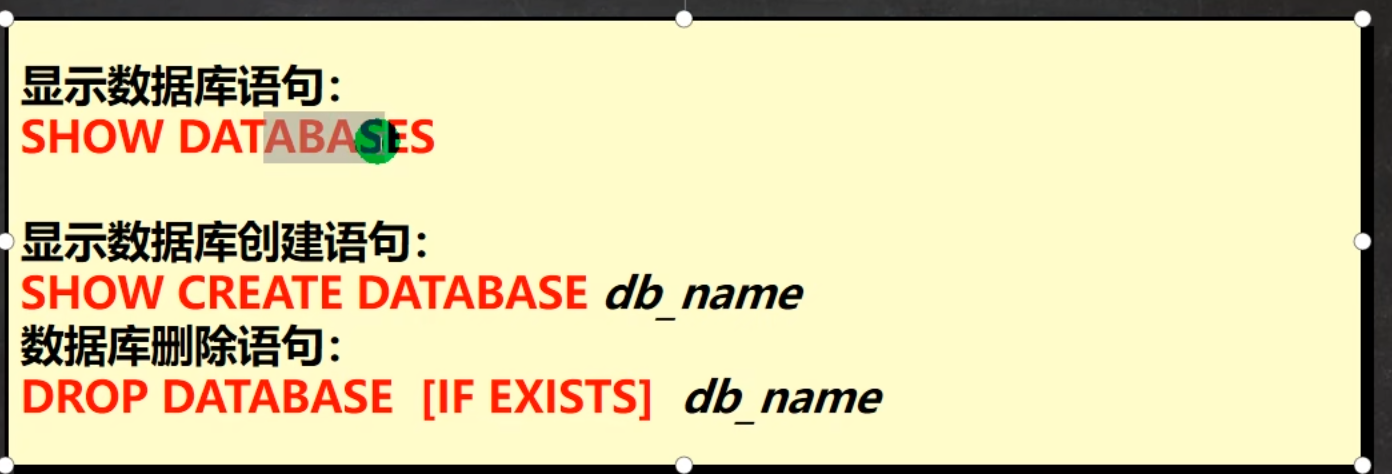 显示数据库语句：
SHOW DATABASES
显示数据库创建语句：
SHOW CREATE DATABASE db_name
数据库删除语句：
DROP DATABASE [IF EXISTS] db_name